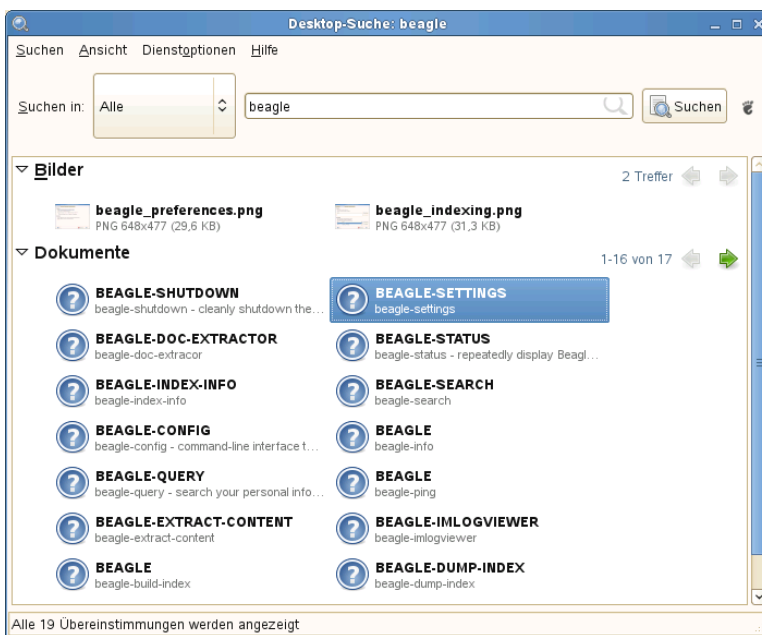 Desktop-Suche: beagle
Suchen Ansicht Dienstoptionen Hilfe
Suchen in: Alle beagle Suchen
Bilder
2 Treffer
beagle_preferences.png beagle_indexing.png
PNG 648x477 (29,6 KB) PNG 648x477 (31,3 KB)
Dokumente
1-16 von 17
BEAGLE-SHUTDOWN BEAGLE-SETTINGS
beagle-shutdown - cleanly shutdown the... beagle-settings
BEAGLE-DOC-EXTRACTOR BEAGLE-STATUS
beagle-doc-extracor beagle-status - repeatedly display Beagl...
BEAGLE-INDEX-INFO BEAGLE-SEARCH
beagle-index-info beagle-search
BEAGLE-CONFIG BEAGLE
beagle-config - command-line interface t... beagle-info
BEAGLE-QUERY BEAGLE
beagle-query - search your personal info... beagle-ping
BEAGLE-EXTRACT-CONTENT BEAGLE-IMLOGVIEWER
beagle-extract-content beagle-imlogviewer
BEAGLE BEAGLE-DUMP-INDEX
beagle-build-index beagle-dump-index
Alle 19 Übereinstimmungen werden angezeigt